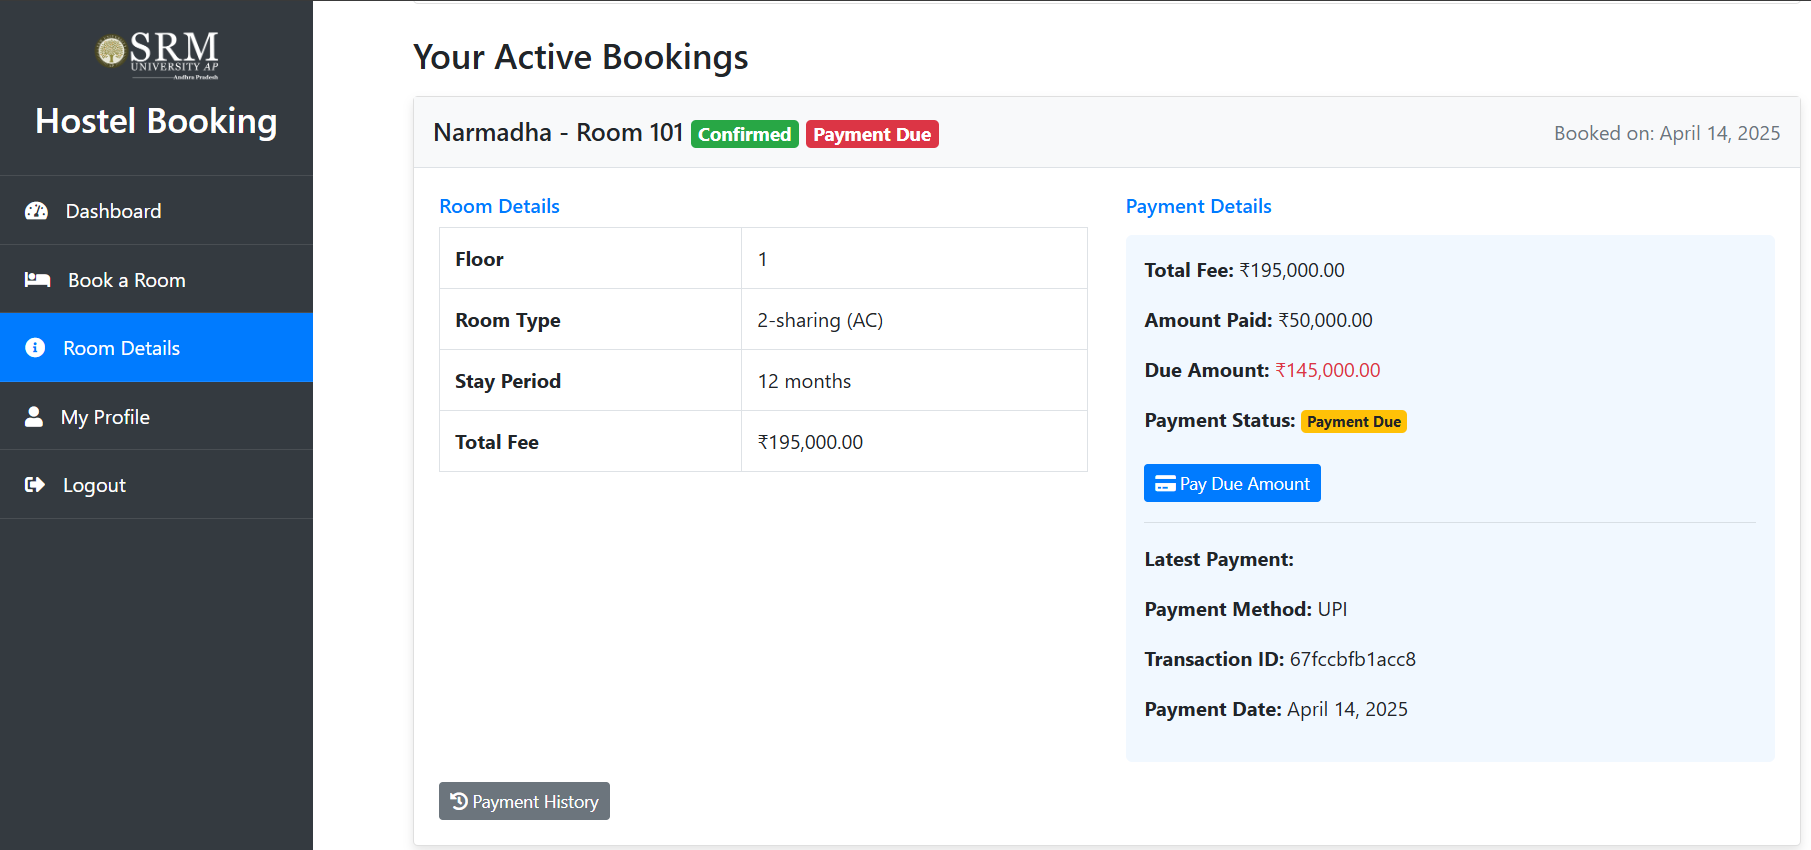 SRM
UNIVERSITY AP
Andhra Pradesh
Hostel Booking
Dashboard
Book a Room
Room Details
My Profile
Logout
Your Active Bookings
Narmadha - Room 101 Confirmed Payment Due
Booked on: April 14, 2025
Room Details
Floor 1
Room Type 2-sharing (AC)
Stay Period 12 months
Total Fee ₹195,000.00
Payment History
Payment Details
Total Fee: ₹195,000.00
Amount Paid: ₹50,000.00
Due Amount: ₹145,000.00
Payment Status: Payment Due
Pay Due Amount
Latest Payment:
Payment Method: UPI
Transaction ID: 67fccbfb1acc8
Payment Date: April 14, 2025